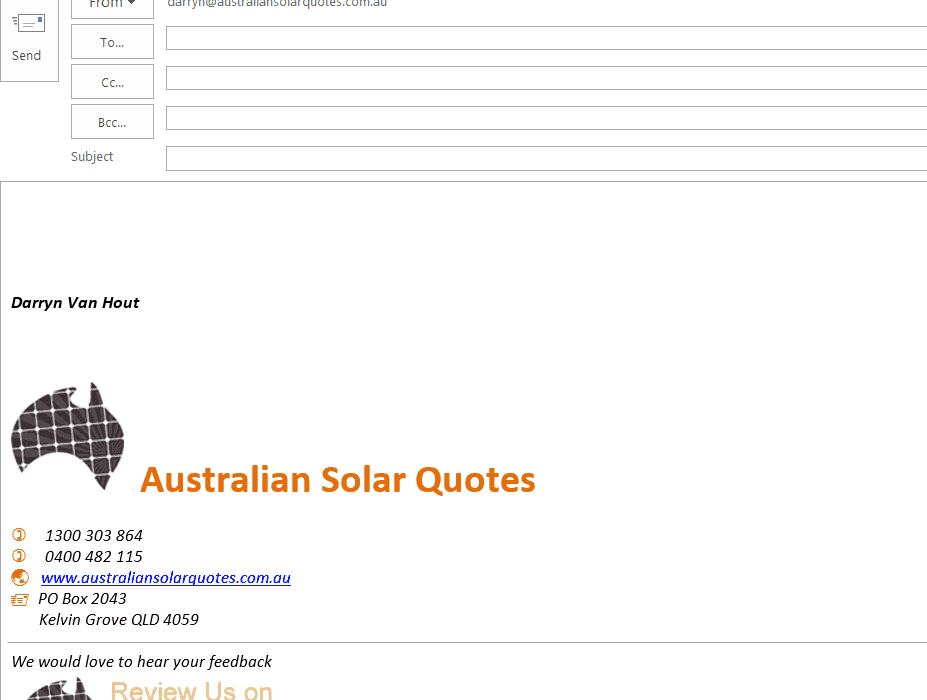 From
darryn@australiansolarquotes.com.au
Send
To...
Cc...
Bcc...
Subject
Darryn Van Hout
Australian Solar Quotes
1300 303 864
0400 482 115
www.australiansolarquotes.com.au
PO Box 2043
Kelvin Grove QLD 4059
We would love to hear your feedback
Review Us on